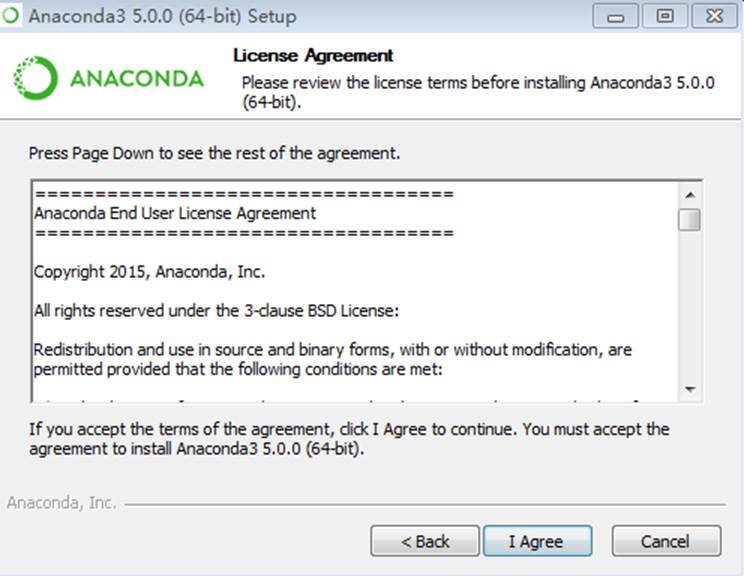 Anaconda3 5.0.0 (64-bit) Setup
ANACONDA
License Agreement
Please review the license terms before installing Anaconda3 5.0.0
(64-bit).
Press Page Down to see the rest of the agreement.
===================================
Anaconda End User License Agreement
===================================
Copyright 2015, Anaconda, Inc.
All rights reserved under the 3-clause BSD License:
Redistribution and use in source and binary forms, with or without modification, are
permitted provided that the following conditions are met:
If you accept the terms of the agreement, click I Agree to continue. You must accept the
agreement to install Anaconda3 5.0.0 (64-bit).
Anaconda, Inc.
< Back
I Agree
Cancel